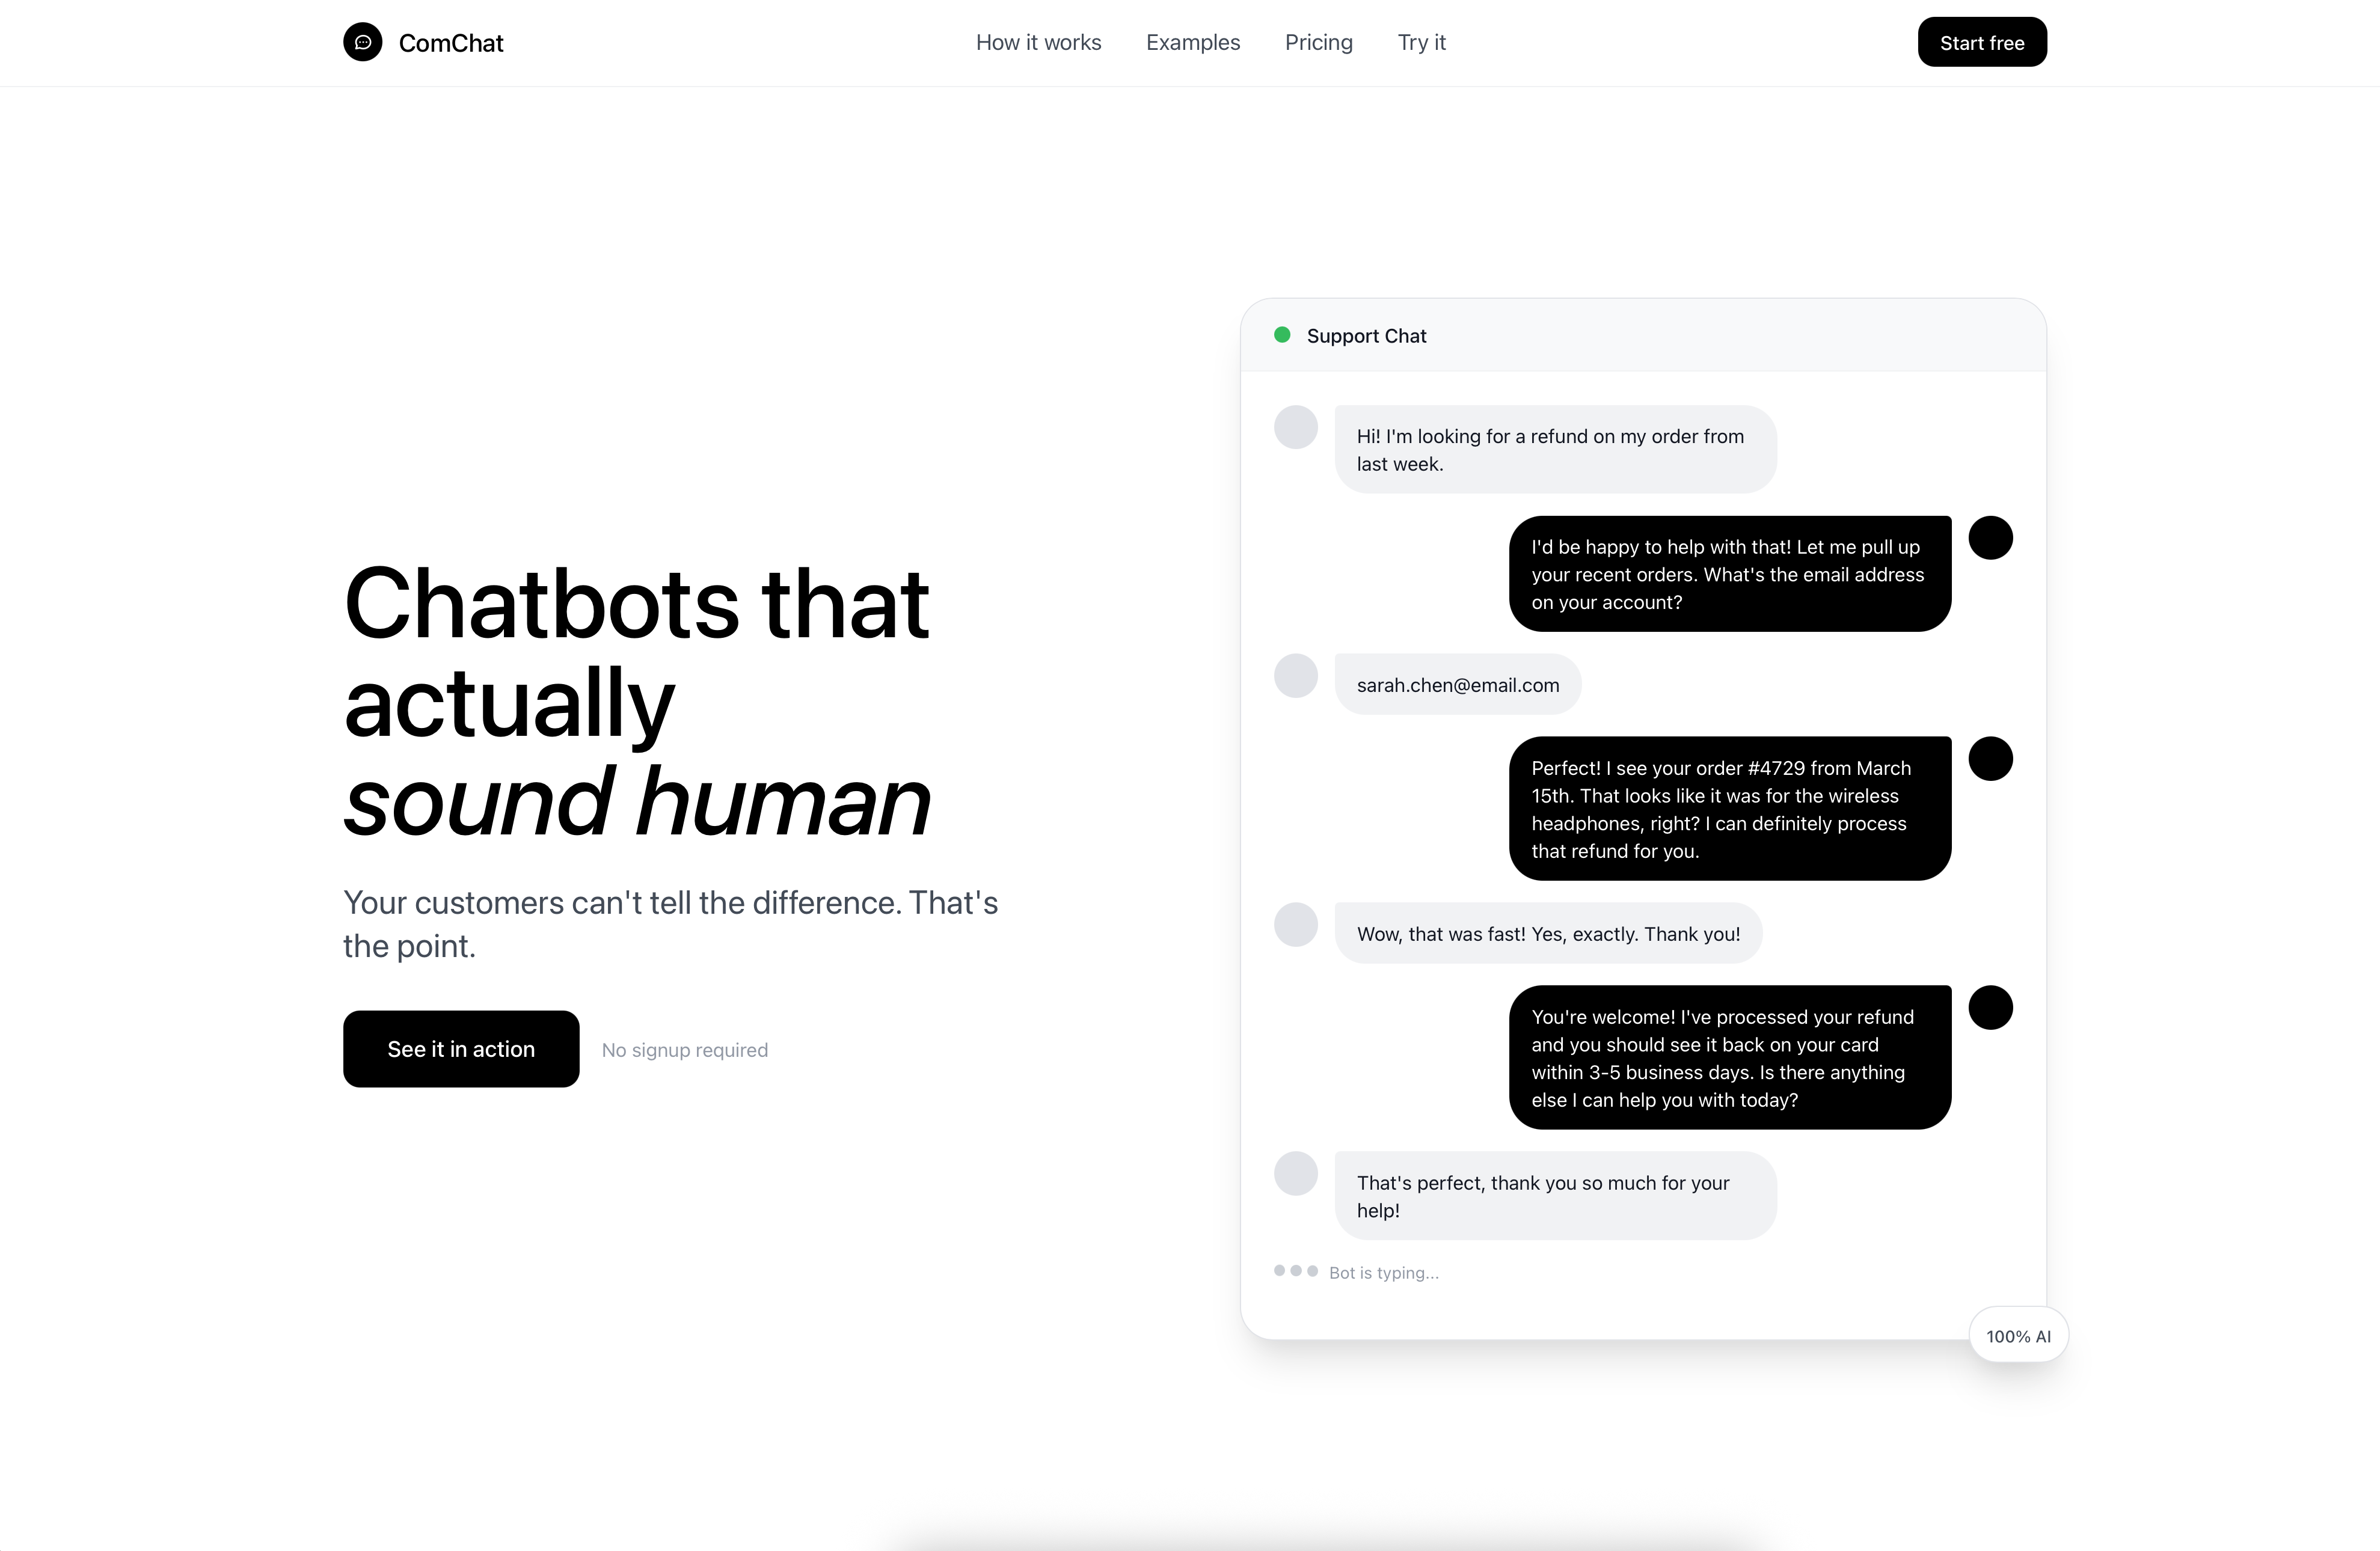 ComChat
How it works
Examples
Pricing
Try it
Start free
Chatbots that
actually
sound human
Your customers can't tell the difference. That's
the point.
See it in action
No signup required
Support Chat
Hi! I'm looking for a refund on my order from
last week.
I'd be happy to help with that! Let me pull up
your recent orders. What's the email address
on your account?
sarah.chen@email.com
Perfect! I see your order #4729 from March
15th. That looks like it was for the wireless
headphones, right? I can definitely process
that refund for you.
Wow, that was fast! Yes, exactly. Thank you!
You're welcome! I've processed your refund
and you should see it back on your card
within 3-5 business days. Is there anything
else I can help you with today?
That's perfect, thank you so much for your
help!
Bot is typing...
100% AI